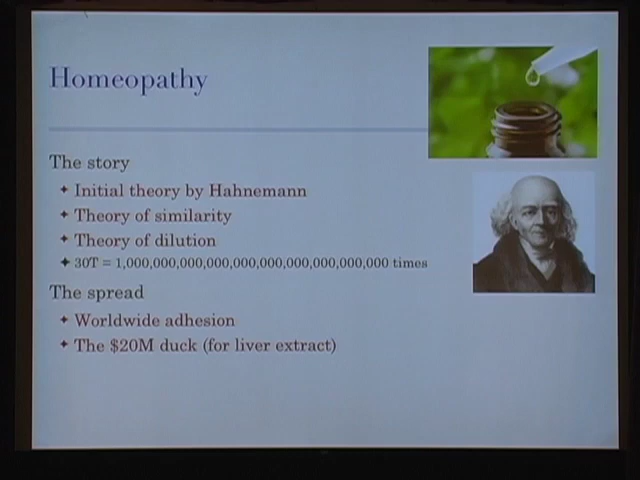 Homeopathy
The story
✦ Initial theory by Hahnemann
✦ Theory of similarity
✦ Theory of dilution
✦ 30T = 1,000,000,000,000,000,000,000,000,000,000 times
The spread
✦ Worldwide adhesion
✦ The $20M duck (for liver extract)